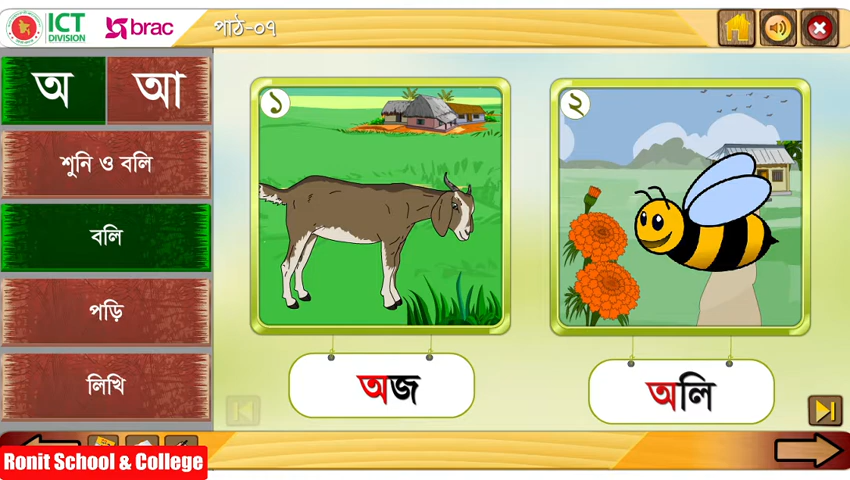 ICT
DIVISION
brac
পাঠ-০৭
অ
আ
শুনি ও বলি
বলি
পড়ি
লিখি
১
অজ
২
অলি
Ronit School & College